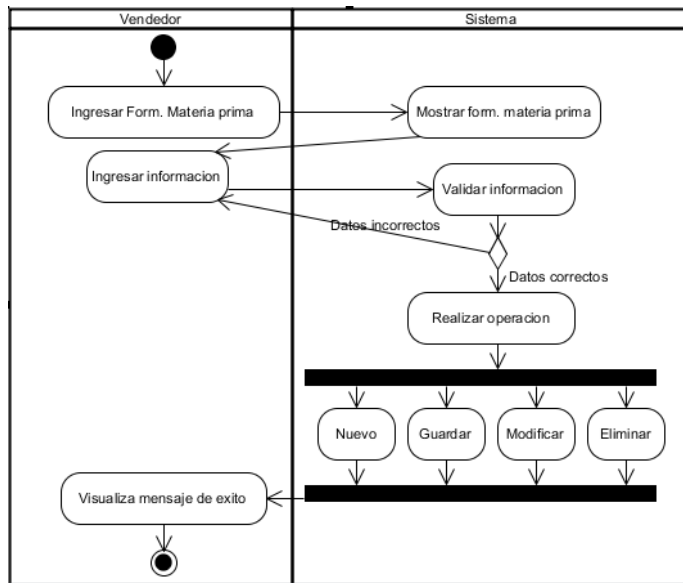 Vendedor
Sistema
Ingresar Form. Materia prima
Mostrar form. materia prima
Ingresar informacion
Validar informacion
Datos incorrectos
Datos correctos
Realizar operacion
Nuevo
Guardar
Modificar
Eliminar
Visualiza mensaje de exito